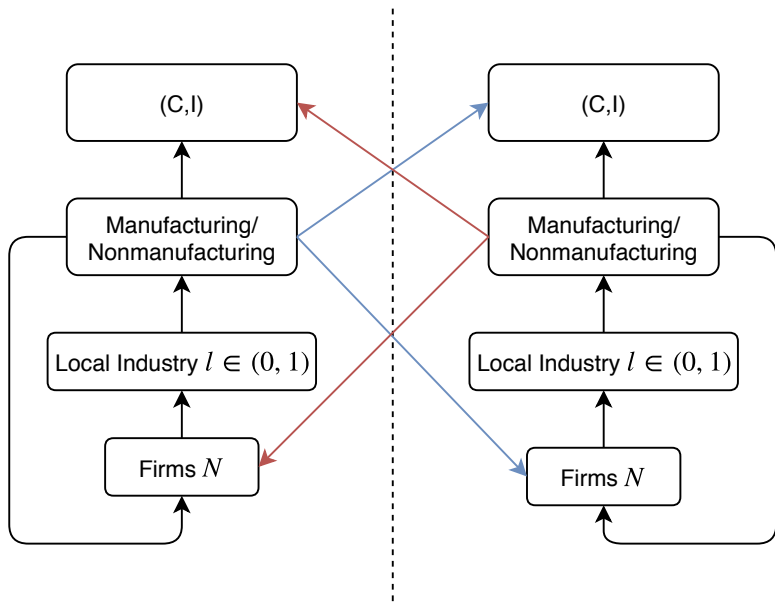 (C,I)
Manufacturing/
Nonmanufacturing
Local Industry l ∈ (0, 1)
Firms N
(C,I)
Manufacturing/
Nonmanufacturing
Local Industry l ∈ (0, 1)
Firms N